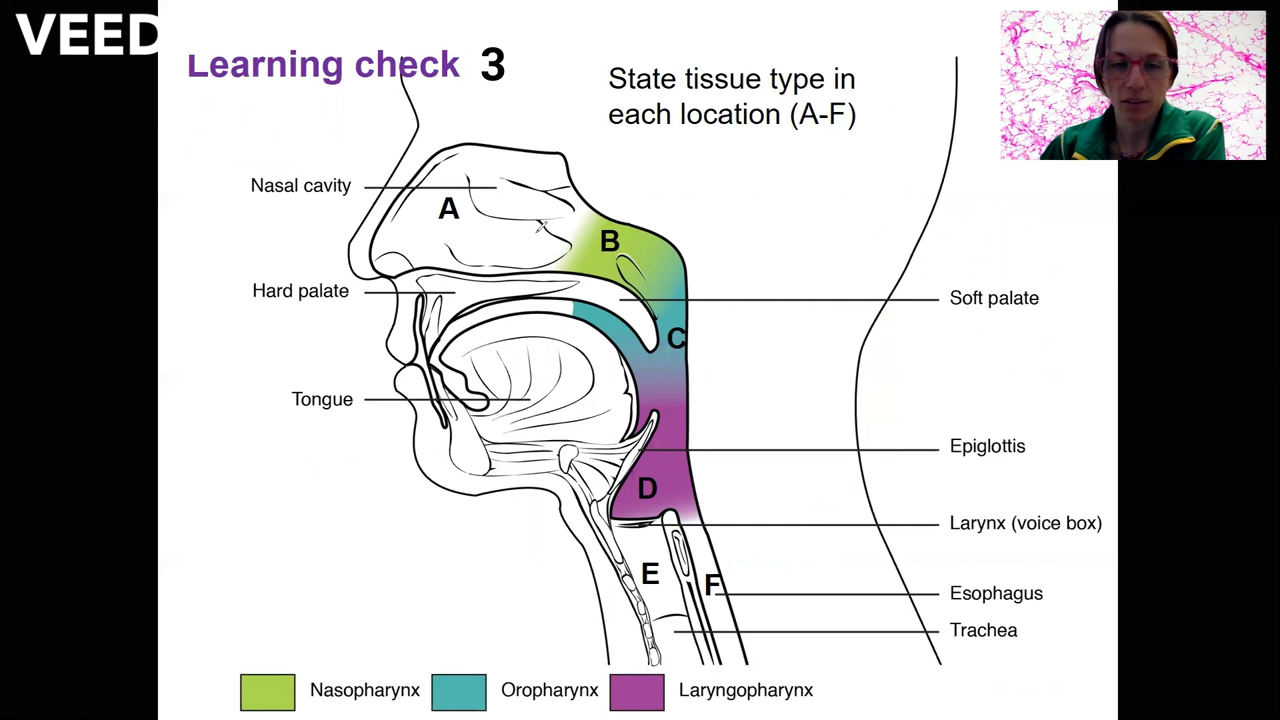 VEED
Learning check 3
State tissue type in
each location (A-F)
Nasal cavity
A
B
Hard palate
Soft palate
C
Tongue
Epiglottis
D
Larynx (voice box)
E
F
Esophagus
Trachea
Nasopharynx
Oropharynx
Laryngopharynx